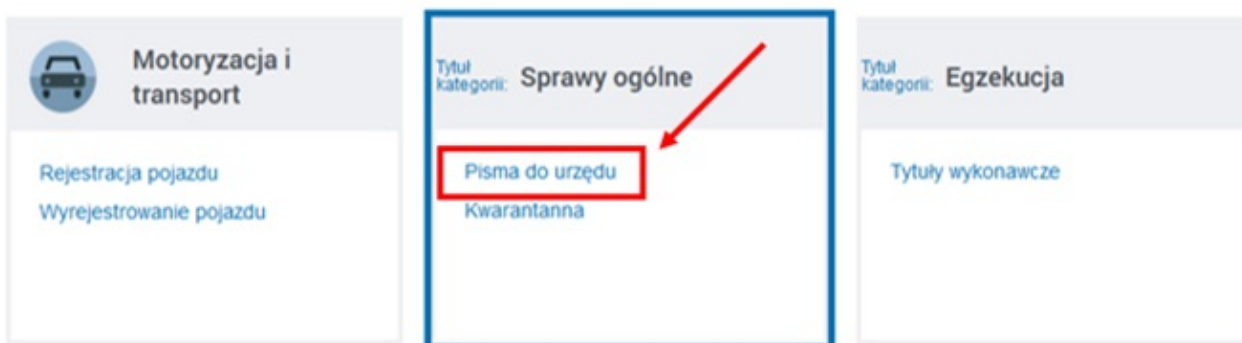 Motoryzacja i
transport
Rejestracja pojazdu
Wyrejestrowanie pojazdu
Tytuł
kategorii: Sprawy ogólne
Pisma do urzędu
Kwarantanna
Tytuł
kategorii: Egzekucja
Tytuły wykonawcze